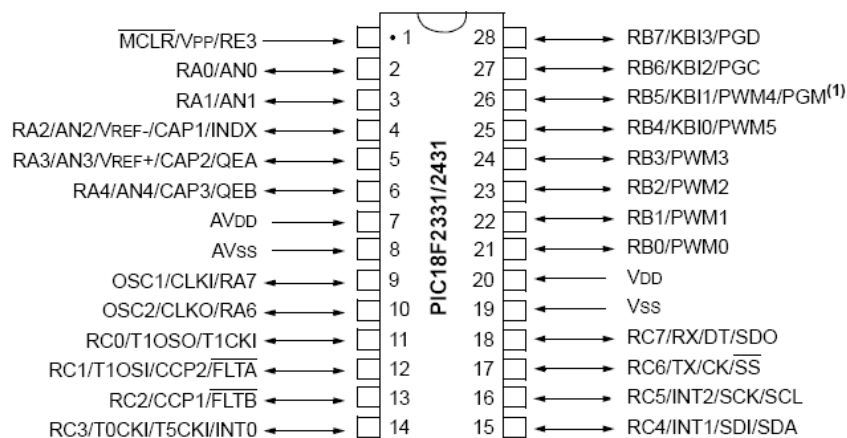 MCLR/VPP/RE3 1 28 RB7/KBI3/PGD
RA0/AN0 2 27 RB6/KBI2/PGC
RA1/AN1 3 26 RB5/KBI1/PWM4/PGM(1)
RA2/AN2/VREF-/CAP1/INDX 4 25 RB4/KBI0/PWM5
RA3/AN3/VREF+/CAP2/QEA 5 24 RB3/PWM3
RA4/AN4/CAP3/QEB 6 23 RB2/PWM2
AVDD 7 22 RB1/PWM1
AVSS 8 21 RB0/PWM0
OSC1/CLKI/RA7 9 20 VDD
OSC2/CLKO/RA6 10 19 VSS
RC0/T1OSO/T1CKI 11 18 RC7/RX/DT/SDO
RC1/T1OSI/CCP2/FLTA 12 17 RC6/TX/CK/SS
RC2/CCP1/FLTB 13 16 RC5/INT2/SCK/SCL
RC3/T0CKI/T5CKI/INT0 14 15 RC4/INT1/SDI/SDA
PIC18F2331/2431